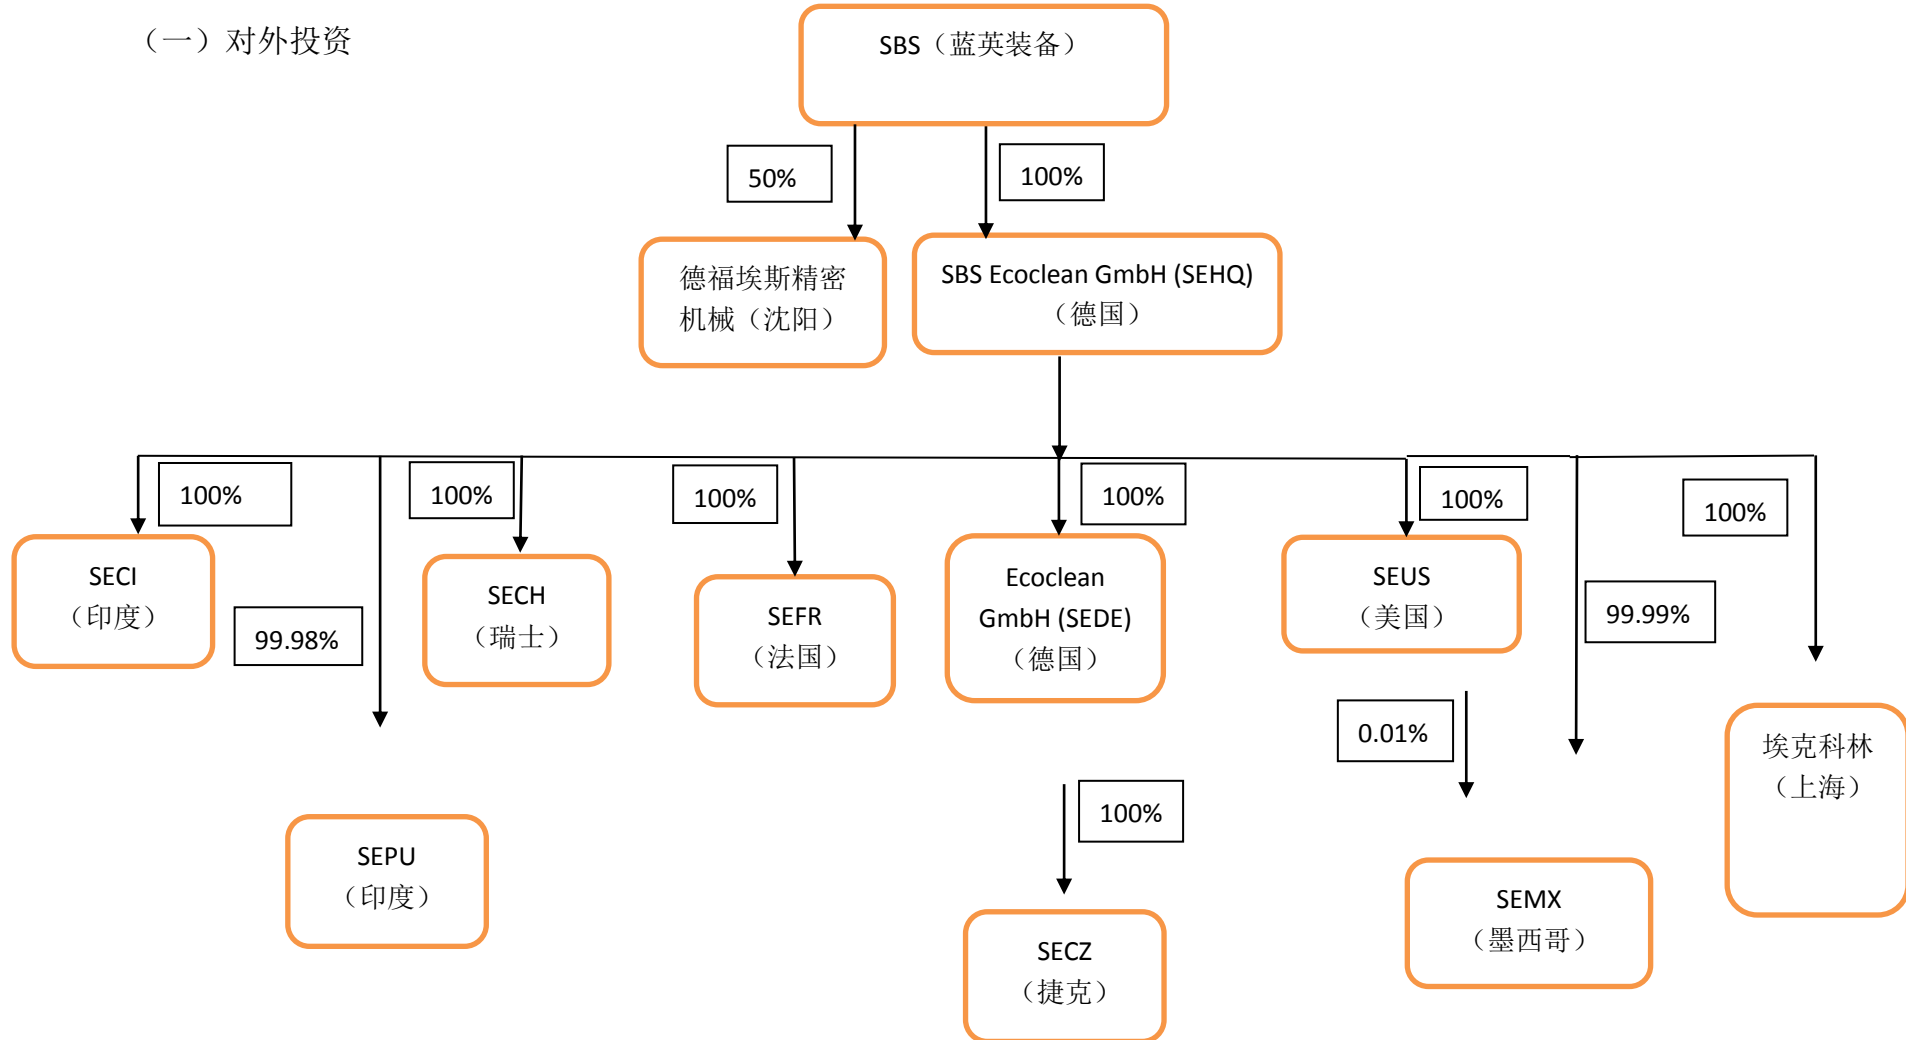 （一）对外投资
SBS（蓝英装备）
50%
100%
德福埃斯精密
机械（沈阳）
SBS Ecoclean GmbH (SEHQ)
（德国）
100%
100%
100%
100%
100%
100%
SECI
（印度）
99.98%
SECH
（瑞士）
SEFR
（法国）
Ecoclean
GmbH (SEDE)
（德国）
SEUS
（美国）
99.99%
0.01%
埃克科林
（上海）
100%
SEPU
（印度）
SECZ
（捷克）
SEMX
（墨西哥）